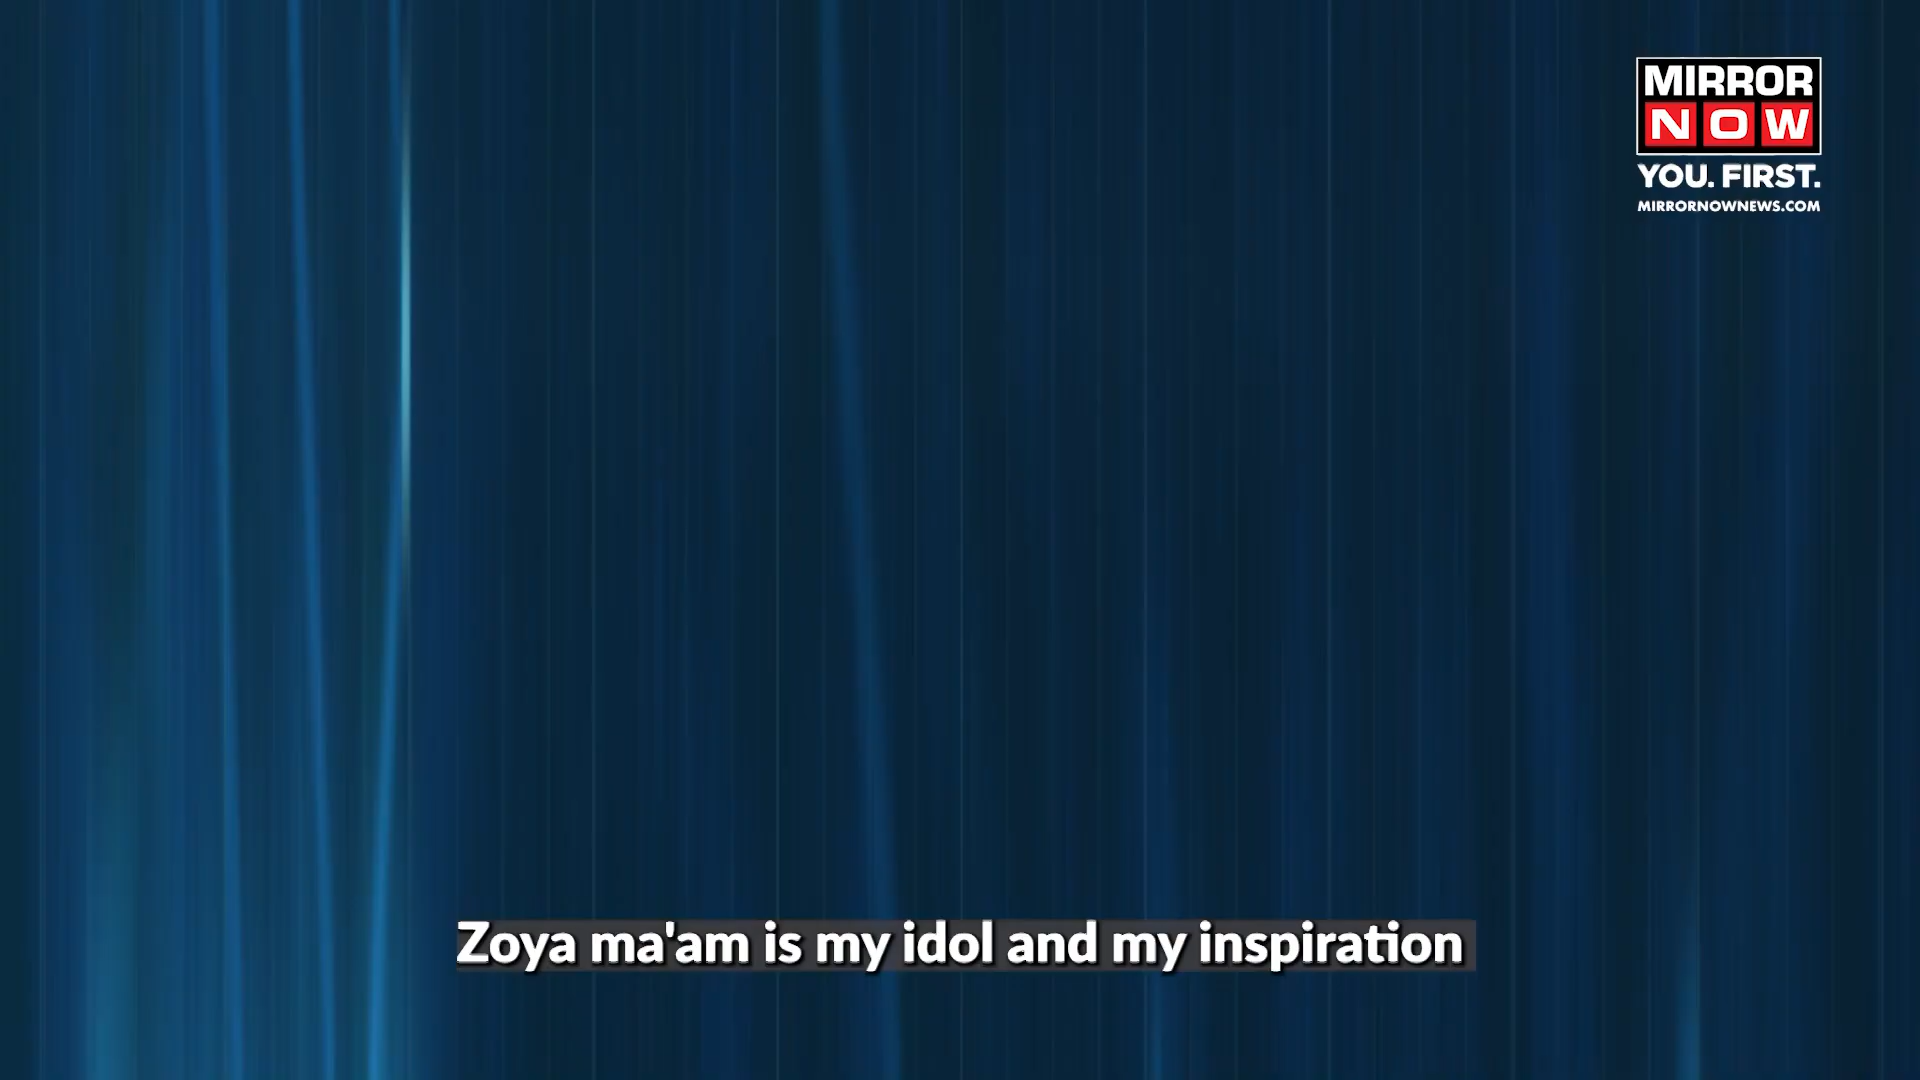 MIRROR
NOW
YOU. FIRST.
MIRRORNOWNEWS.COM
Zoya ma'am is my idol and my inspiration